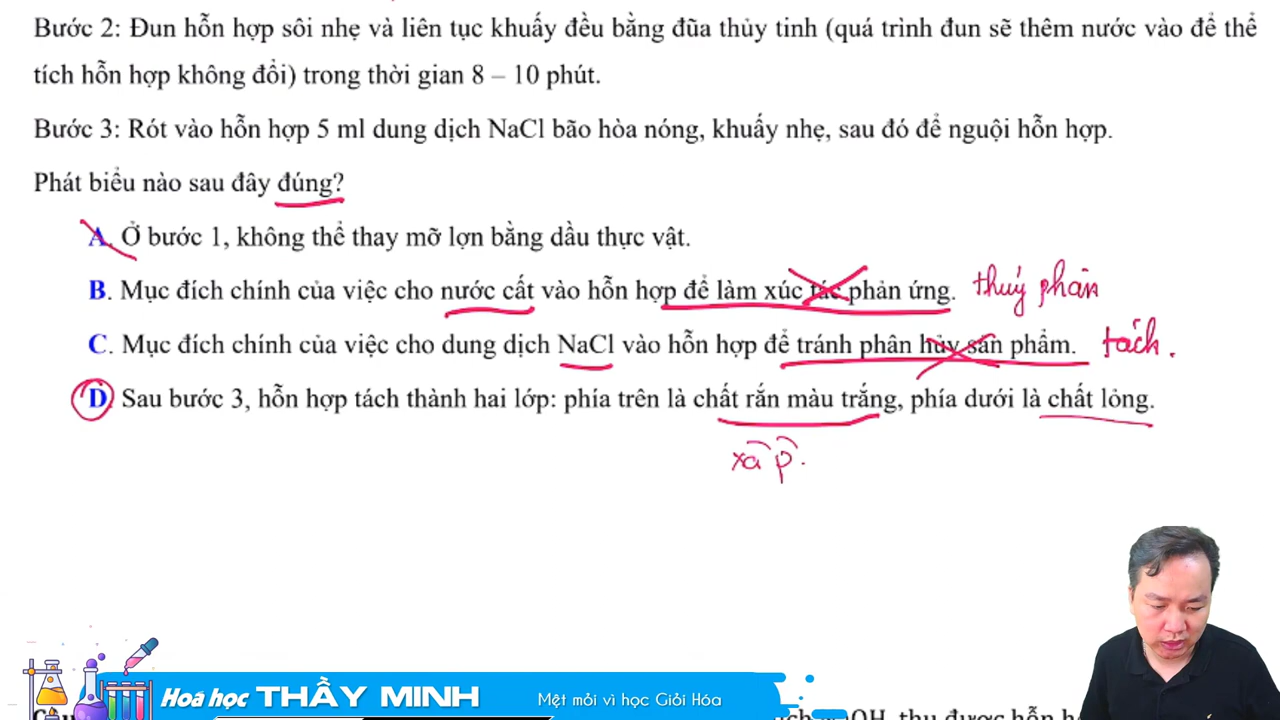 Bước 2: Đun hỗn hợp sôi nhẹ và liên tục khuấy đều bằng đũa thủy tinh (quá trình đun sẽ thêm nước vào để thể
tích hỗn hợp không đổi) trong thời gian 8 – 10 phút.
Bước 3: Rót vào hỗn hợp 5 ml dung dịch NaCl bão hòa nóng, khuấy nhẹ, sau đó để nguội hỗn hợp.
Phát biểu nào sau đây đúng?
A. Ở bước 1, không thể thay mỡ lợn bằng dầu thực vật.
B. Mục đích chính của việc cho nước cất vào hỗn hợp để làm xúc tác phản ứng. thuỷ phân
C. Mục đích chính của việc cho dung dịch NaCl vào hỗn hợp để tránh phân hủy sản phẩm. tách.
D. Sau bước 3, hỗn hợp tách thành hai lớp: phía trên là chất rắn màu trắng, phía dưới là chất lỏng.
xà p.
Hoá học THẦY MINH Mệt mỏi vì học Giỏi Hóa
thu được hỗn